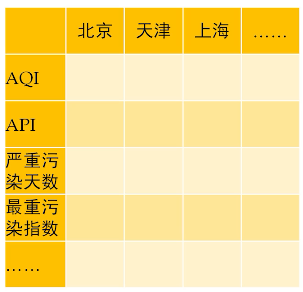 北京 天津 上海 ……
AQI
API
严重污
染天数
最重污
染指数
……